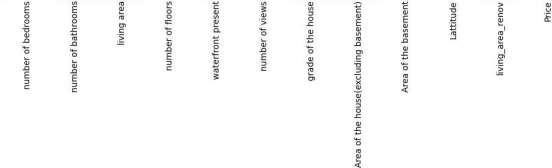 number of bedrooms
number of bathrooms
living area
number of floors
waterfront present
number of views
grade of the house
Area of the house(excluding basement)
Area of the basement
Lattitude
living_area_renov
Price